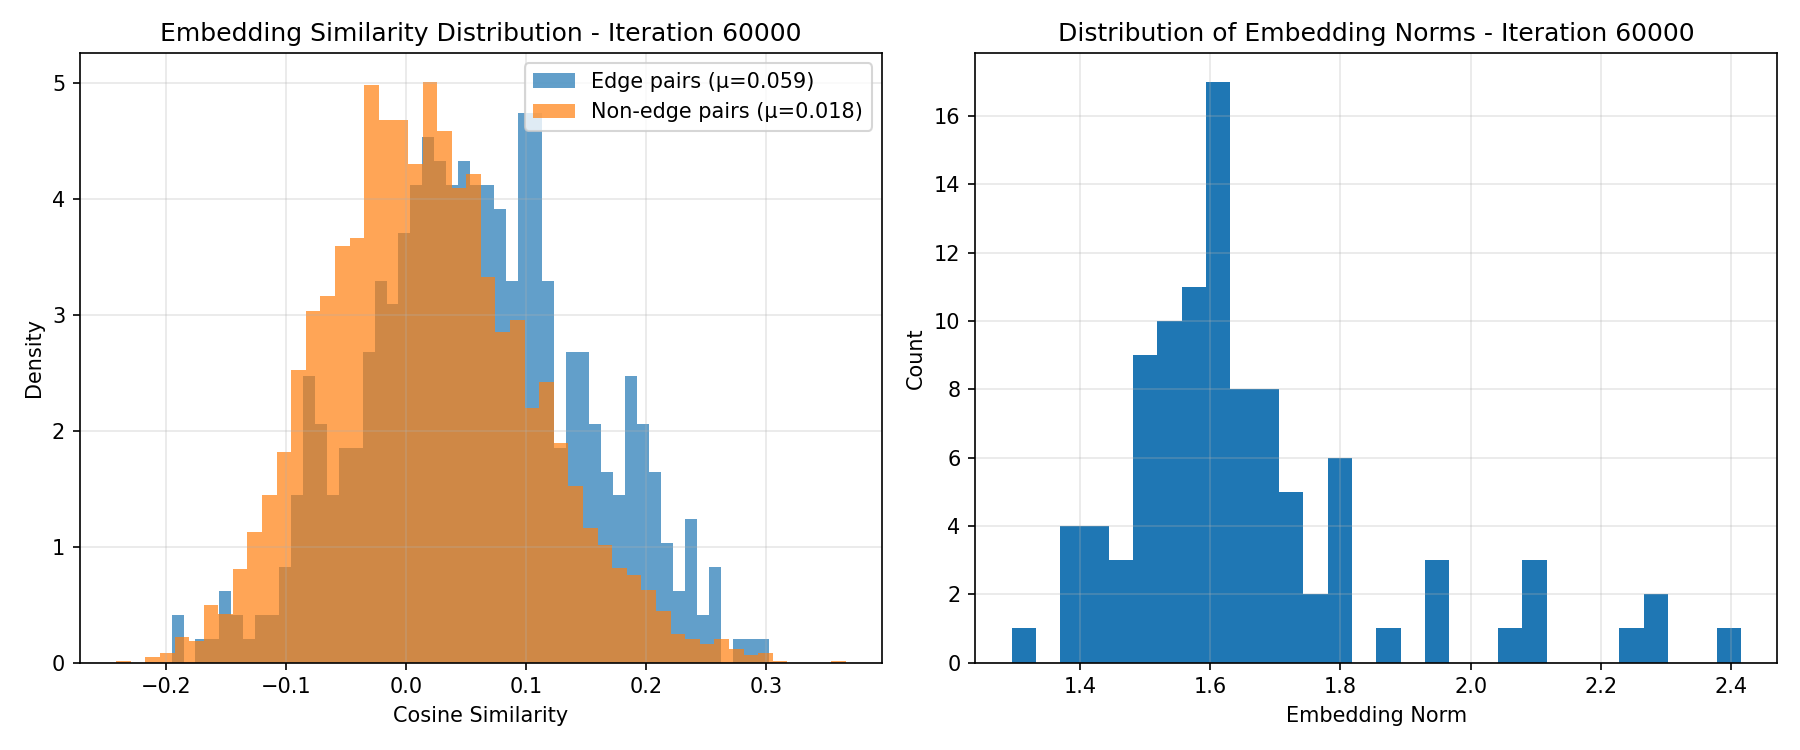 Embedding Similarity Distribution - Iteration 60000
Edge pairs (μ=0.059)
Non-edge pairs (μ=0.018)
5
4
3
2
1
0
Density
−0.2 −0.1 0.0 0.1 0.2 0.3
Cosine Similarity
Distribution of Embedding Norms - Iteration 60000
16
14
12
10
8
6
4
2
0
Count
1.4 1.6 1.8 2.0 2.2 2.4
Embedding Norm